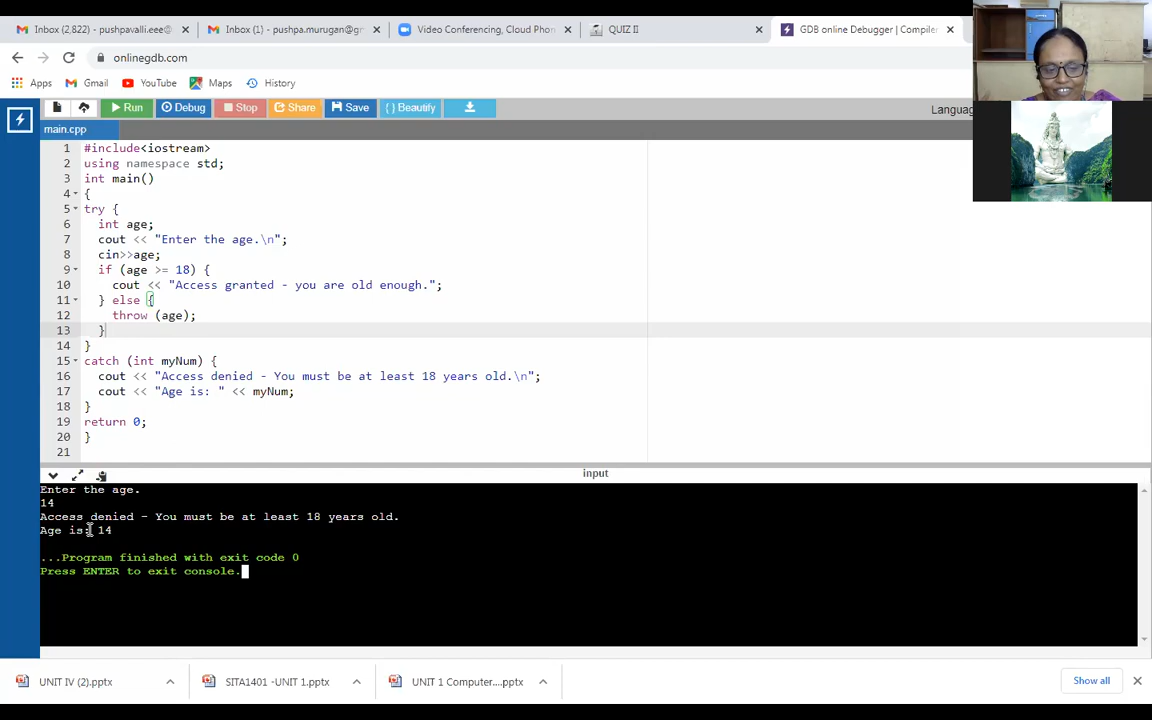 Inbox (2,822) - pushpavalli.eee@
Inbox (1) - pushpa.murugan@gr
Video Conferencing, Cloud Phon
QUIZ II
GDB online Debugger | Compiler
onlinegdb.com
Apps
Gmail
YouTube
Maps
History
Run
Debug
Stop
Share
Save
{ } Beautify
Language
main.cpp
1 #include<iostream>
2 using namespace std;
3 int main()
4 {
5 try {
6 int age;
7 cout << "Enter the age.\n";
8 cin>>age;
9 if (age >= 18) {
10 cout << "Access granted - you are old enough.";
11 } else {
12 throw (age);
13 }
14 }
15 catch (int myNum) {
16 cout << "Access denied - You must be at least 18 years old.\n";
17 cout << "Age is: " << myNum;
18 }
19 return 0;
20 }
21
input
Enter the age.
14
Access denied - You must be at least 18 years old.
Age is: 14
...Program finished with exit code 0
Press ENTER to exit console.
UNIT IV (2).pptx
SITA1401 -UNIT 1.pptx
UNIT 1 Computer....pptx
Show all